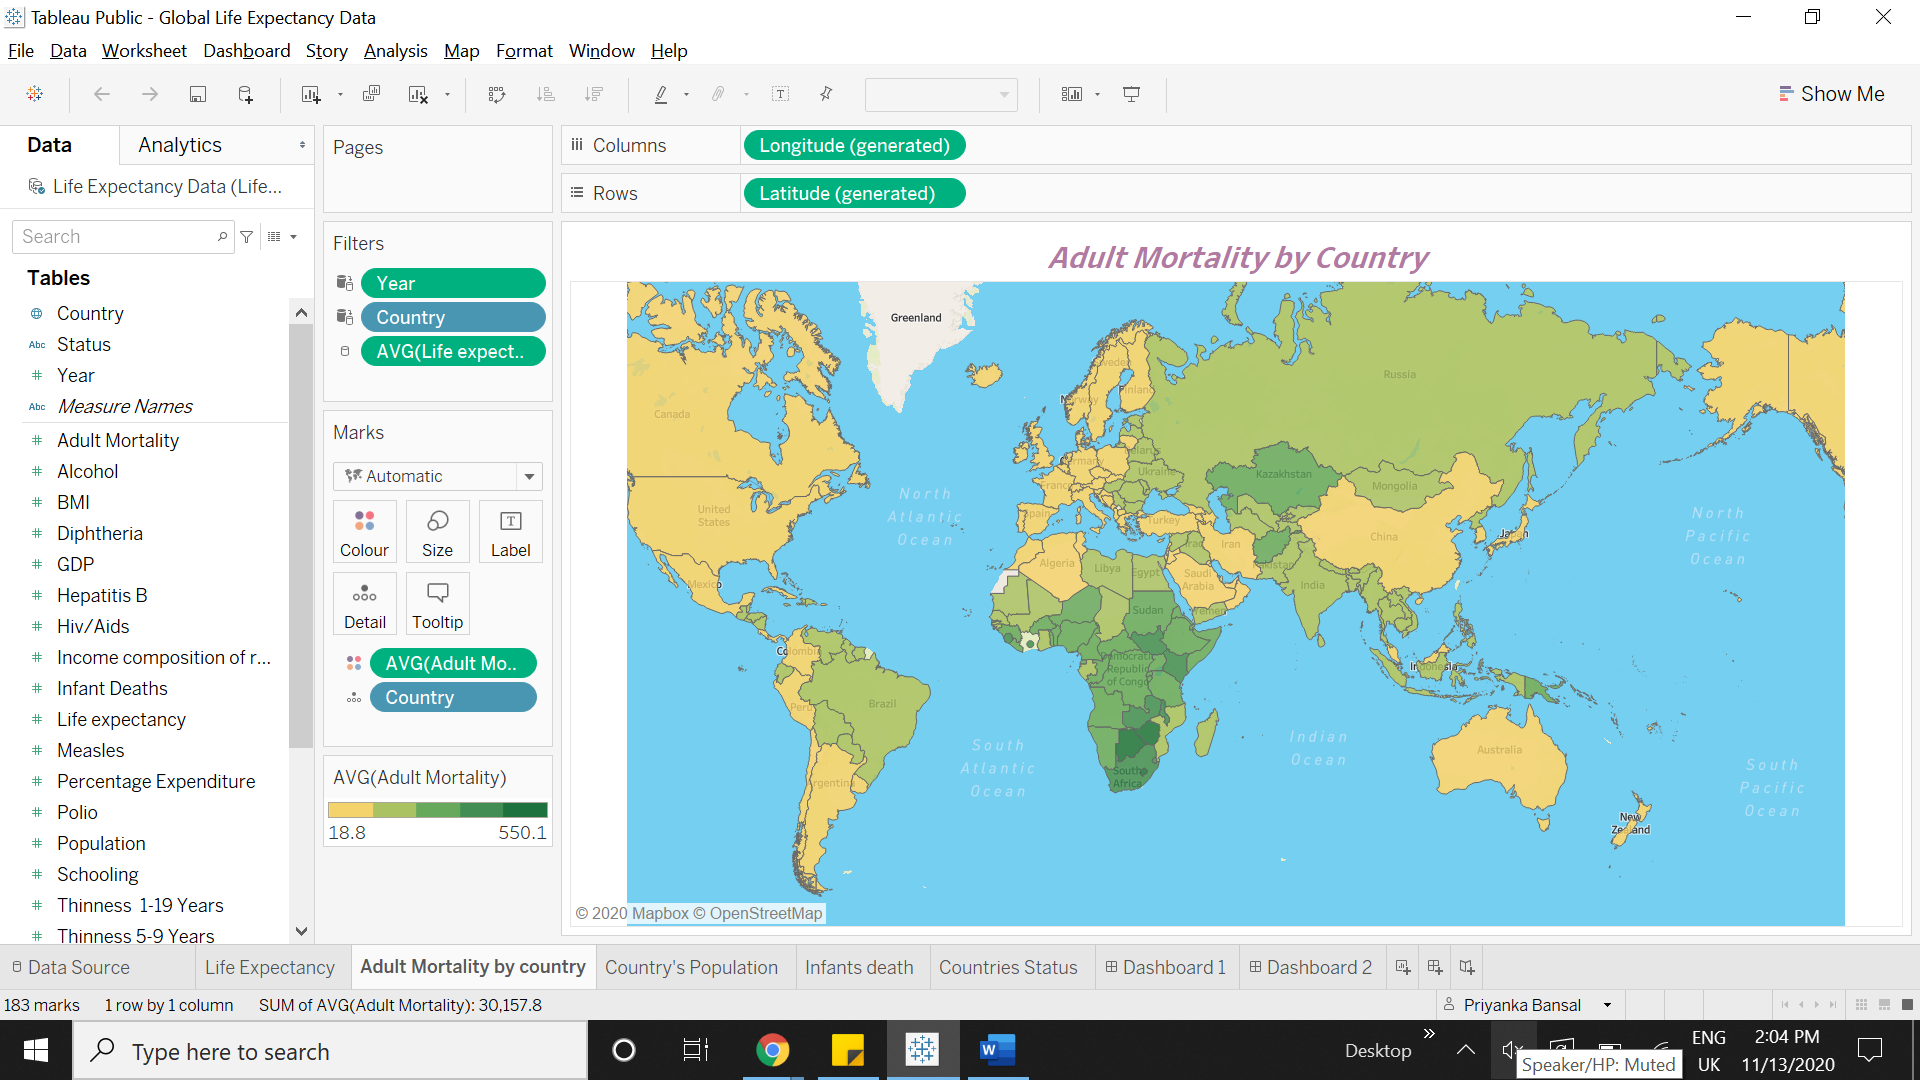 Tableau Public - Global Life Expectancy Data
File Data Worksheet Dashboard Story Analysis Map Format Window Help
Show Me
Data Analytics
Life Expectancy Data (Life...
Search
Tables
Country
Status
Year
Measure Names
Adult Mortality
Alcohol
BMI
Diphtheria
GDP
Hepatitis B
Hiv/Aids
Income composition of r...
Infant Deaths
Life expectancy
Measles
Percentage Expenditure
Polio
Population
Schooling
Thinness 1-19 Years
Thinness 5-9 Years
Pages
Filters
Year
Country
AVG(Life expect..
Marks
Automatic
Colour Size Label
Detail Tooltip
AVG(Adult Mo..
Country
AVG(Adult Mortality)
18.8 550.1
Columns Longitude (generated)
Rows Latitude (generated)
Adult Mortality by Country
Greenland
Russia
Canada
Finland
Ukraine
Kazakhstan
Mongolia
United
States
North
Atlantic
Ocean
Spain
Turkey
Iran
China
Japan
North
Pacific
Ocean
Mexico
Algeria
Libya
Egypt
Saudi
Arabia
Pakistan
India
Sudan
Yemen
Colombia
Democratic
Republic
of Congo
Indonesia
Peru
Brazil
South
Atlantic
Ocean
Indian
Ocean
Australia
Argentina
South
Africa
New
Zealand
South
Pacific
Ocean
© 2020 Mapbox © OpenStreetMap
Data Source Life Expectancy Adult Mortality by country Country's Population Infants death Countries Status Dashboard 1 Dashboard 2
183 marks 1 row by 1 column SUM of AVG(Adult Mortality): 30,157.8 Priyanka Bansal
Type here to search
Desktop
ENG
UK
2:04 PM
11/13/2020
Speaker/HP: Muted